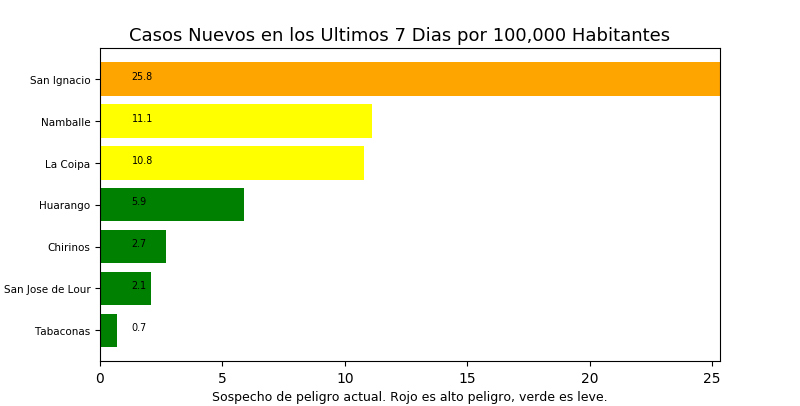 Casos Nuevos en los Ultimos 7 Dias por 100,000 Habitantes
San Ignacio 25.8
Namballe 11.1
La Coipa 10.8
Huarango 5.9
Chirinos 2.7
San Jose de Lour 2.1
Tabaconas 0.7
0 5 10 15 20 25
Sospecho de peligro actual. Rojo es alto peligro, verde es leve.